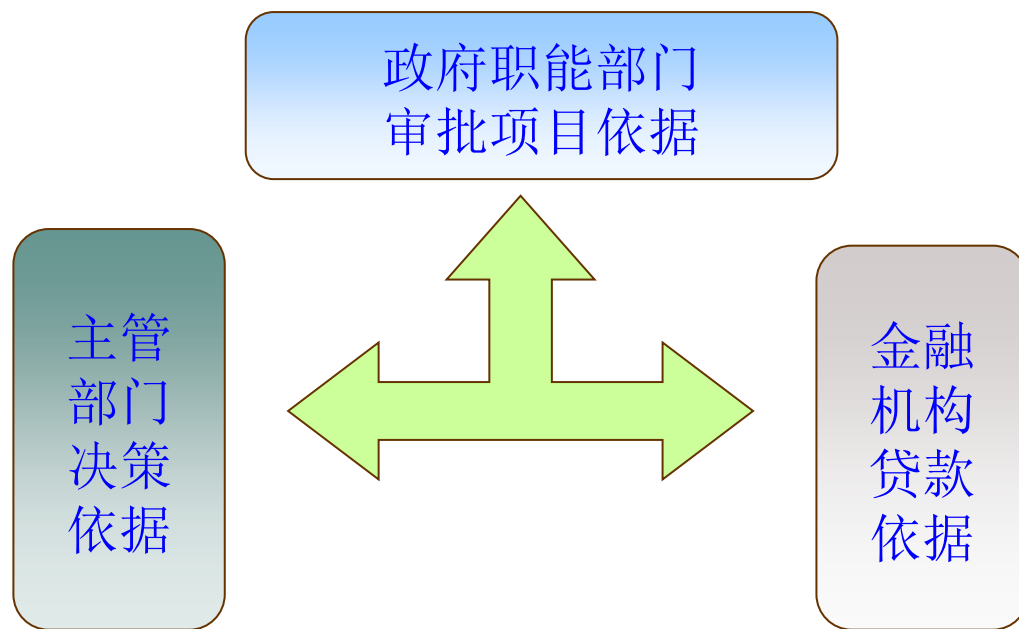 政府职能部门
审批项目依据
主管
部门
决策
依据
金融
机构
贷款
依据